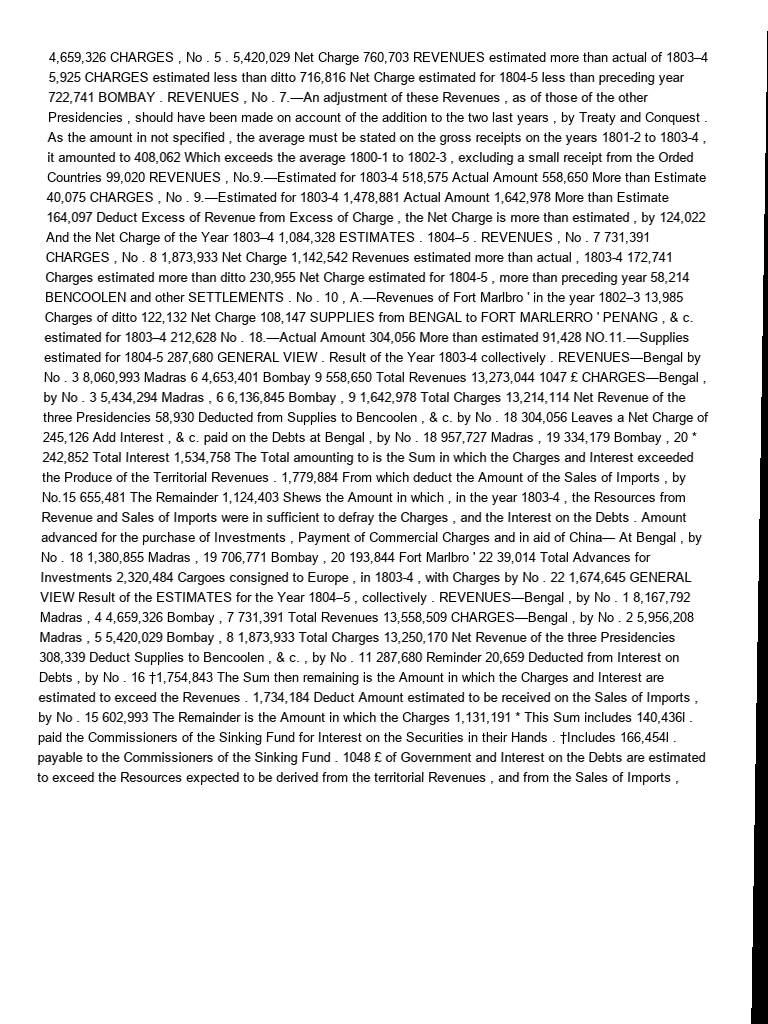 4,659,326 CHARGES , No . 5 . 5,420,029 Net Charge 760,703 REVENUES estimated more than actual of 1803–4
5,925 CHARGES estimated less than ditto 716,816 Net Charge estimated for 1804-5 less than preceding year
722,741 BOMBAY . REVENUES , No . 7.—An adjustment of these Revenues , as of those of the other
Presidencies , should have been made on account of the addition to the two last years , by Treaty and Conquest .
As the amount in not specified , the average must be stated on the gross receipts on the years 1801-2 to 1803-4 ,
it amounted to 408,062 Which exceeds the average 1800-1 to 1802-3 , excluding a small receipt from the Orded
Countries 99,020 REVENUES , No.9.—Estimated for 1803-4 518,575 Actual Amount 558,650 More than Estimate
40,075 CHARGES , No . 9.—Estimated for 1803-4 1,478,881 Actual Amount 1,642,978 More than Estimate
164,097 Deduct Excess of Revenue from Excess of Charge , the Net Charge is more than estimated , by 124,022
And the Net Charge of the Year 1803–4 1,084,328 ESTIMATES . 1804–5 . REVENUES , No . 7 731,391
CHARGES , No . 8 1,873,933 Net Charge 1,142,542 Revenues estimated more than actual , 1803-4 172,741
Charges estimated more than ditto 230,955 Net Charge estimated for 1804-5 , more than preceding year 58,214
BENCOOLEN and other SETTLEMENTS . No . 10 , A.—Revenues of Fort Marlbro ' in the year 1802–3 13,985
Charges of ditto 122,132 Net Charge 108,147 SUPPLIES from BENGAL to FORT MARLERRO ' PENANG , & c.
estimated for 1803–4 212,628 No . 18.—Actual Amount 304,056 More than estimated 91,428 NO.11.—Supplies
estimated for 1804-5 287,680 GENERAL VIEW . Result of the Year 1803-4 collectively . REVENUES—Bengal by
No . 3 8,060,993 Madras 6 4,653,401 Bombay 9 558,650 Total Revenues 13,273,044 1047 £ CHARGES—Bengal ,
by No . 3 5,434,294 Madras , 6 6,136,845 Bombay , 9 1,642,978 Total Charges 13,214,114 Net Revenue of the
three Presidencies 58,930 Deducted from Supplies to Bencoolen , & c. by No . 18 304,056 Leaves a Net Charge of
245,126 Add Interest , & c. paid on the Debts at Bengal , by No . 18 957,727 Madras , 19 334,179 Bombay , 20 *
242,852 Total Interest 1,534,758 The Total amounting to is the Sum in which the Charges and Interest exceeded
the Produce of the Territorial Revenues . 1,779,884 From which deduct the Amount of the Sales of Imports , by
No.15 655,481 The Remainder 1,124,403 Shews the Amount in which , in the year 1803-4 , the Resources from
Revenue and Sales of Imports were in sufficient to defray the Charges , and the Interest on the Debts . Amount
advanced for the purchase of Investments , Payment of Commercial Charges and in aid of China— At Bengal , by
No . 18 1,380,855 Madras , 19 706,771 Bombay , 20 193,844 Fort Marlbro ' 22 39,014 Total Advances for
Investments 2,320,484 Cargoes consigned to Europe , in 1803-4 , with Charges by No . 22 1,674,645 GENERAL
VIEW Result of the ESTIMATES for the Year 1804–5 , collectively . REVENUES—Bengal , by No . 1 8,167,792
Madras , 4 4,659,326 Bombay , 7 731,391 Total Revenues 13,558,509 CHARGES—Bengal , by No . 2 5,956,208
Madras , 5 5,420,029 Bombay , 8 1,873,933 Total Charges 13,250,170 Net Revenue of the three Presidencies
308,339 Deduct Supplies to Bencoolen , & c. , by No . 11 287,680 Reminder 20,659 Deducted from Interest on
Debts , by No . 16 †1,754,843 The Sum then remaining is the Amount in which the Charges and Interest are
estimated to exceed the Revenues . 1,734,184 Deduct Amount estimated to be received on the Sales of Imports ,
by No . 15 602,993 The Remainder is the Amount in which the Charges 1,131,191 * This Sum includes 140,436l .
paid the Commissioners of the Sinking Fund for Interest on the Securities in their Hands . †Includes 166,454l .
payable to the Commissioners of the Sinking Fund . 1048 £ of Government and Interest on the Debts are estimated
to exceed the Resources expected to be derived from the territorial Revenues , and from the Sales of Imports ,